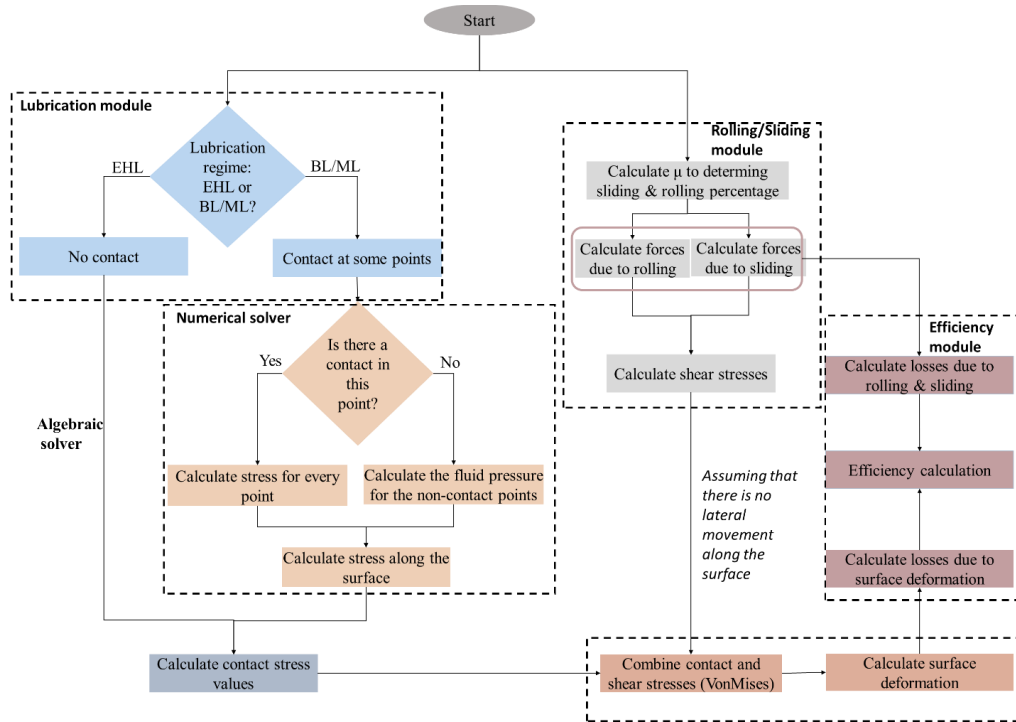 Start
Lubrication module
Lubrication
regime:
EHL or
BL/ML?
EHL
BL/ML
No contact
Contact at some points
Numerical solver
Is there a
contact in
this
point?
Yes
No
Calculate stress for every
point
Calculate the fluid pressure
for the non-contact points
Calculate stress along the
surface
Algebraic
solver
Calculate contact stress
values
Rolling/Sliding
module
Calculate μ to determing
sliding & rolling percentage
Calculate forces
due to rolling
Calculate forces
due to sliding
Calculate shear stresses
Assuming that
there is no
lateral
movement
along the
surface
Efficiency
module
Calculate losses due to
rolling & sliding
Efficiency calculation
Calculate losses due to
surface deformation
Combine contact and
shear stresses (VonMises)
Calculate surface
deformation